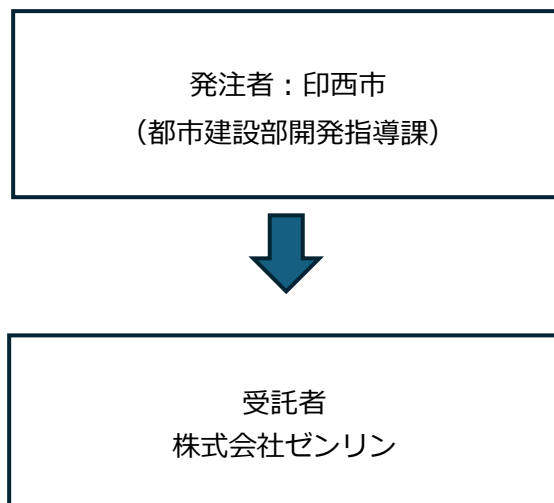 発注者：印西市
（都市建設部開発指導課）
受託者
株式会社ゼンリン